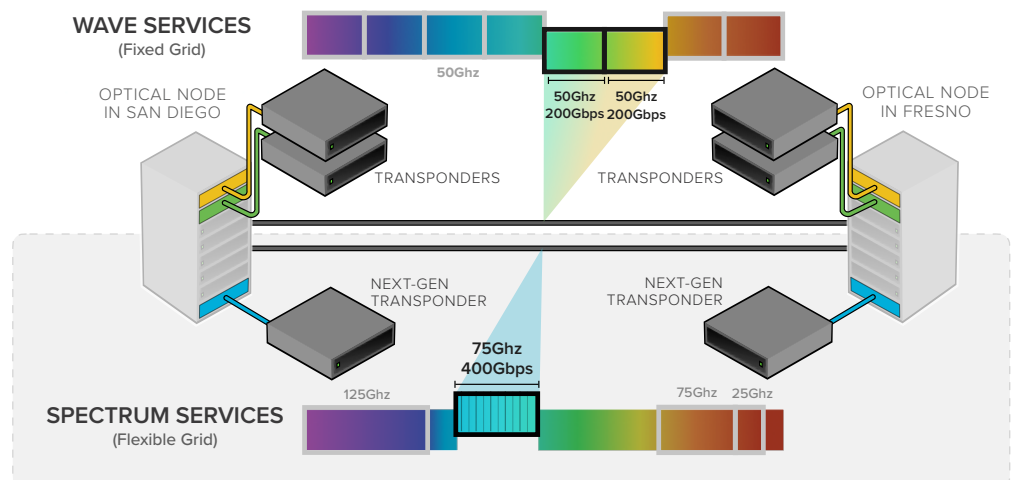 WAVE SERVICES
(Fixed Grid)
50Ghz
50Ghz
200Gbps
50Ghz
200Gbps
OPTICAL NODE
IN SAN DIEGO
OPTICAL NODE
IN FRESNO
TRANSPONDERS
TRANSPONDERS
NEXT-GEN
TRANSPONDER
NEXT-GEN
TRANSPONDER
75Ghz
400Gbps
125Ghz
75Ghz
25Ghz
SPECTRUM SERVICES
(Flexible Grid)